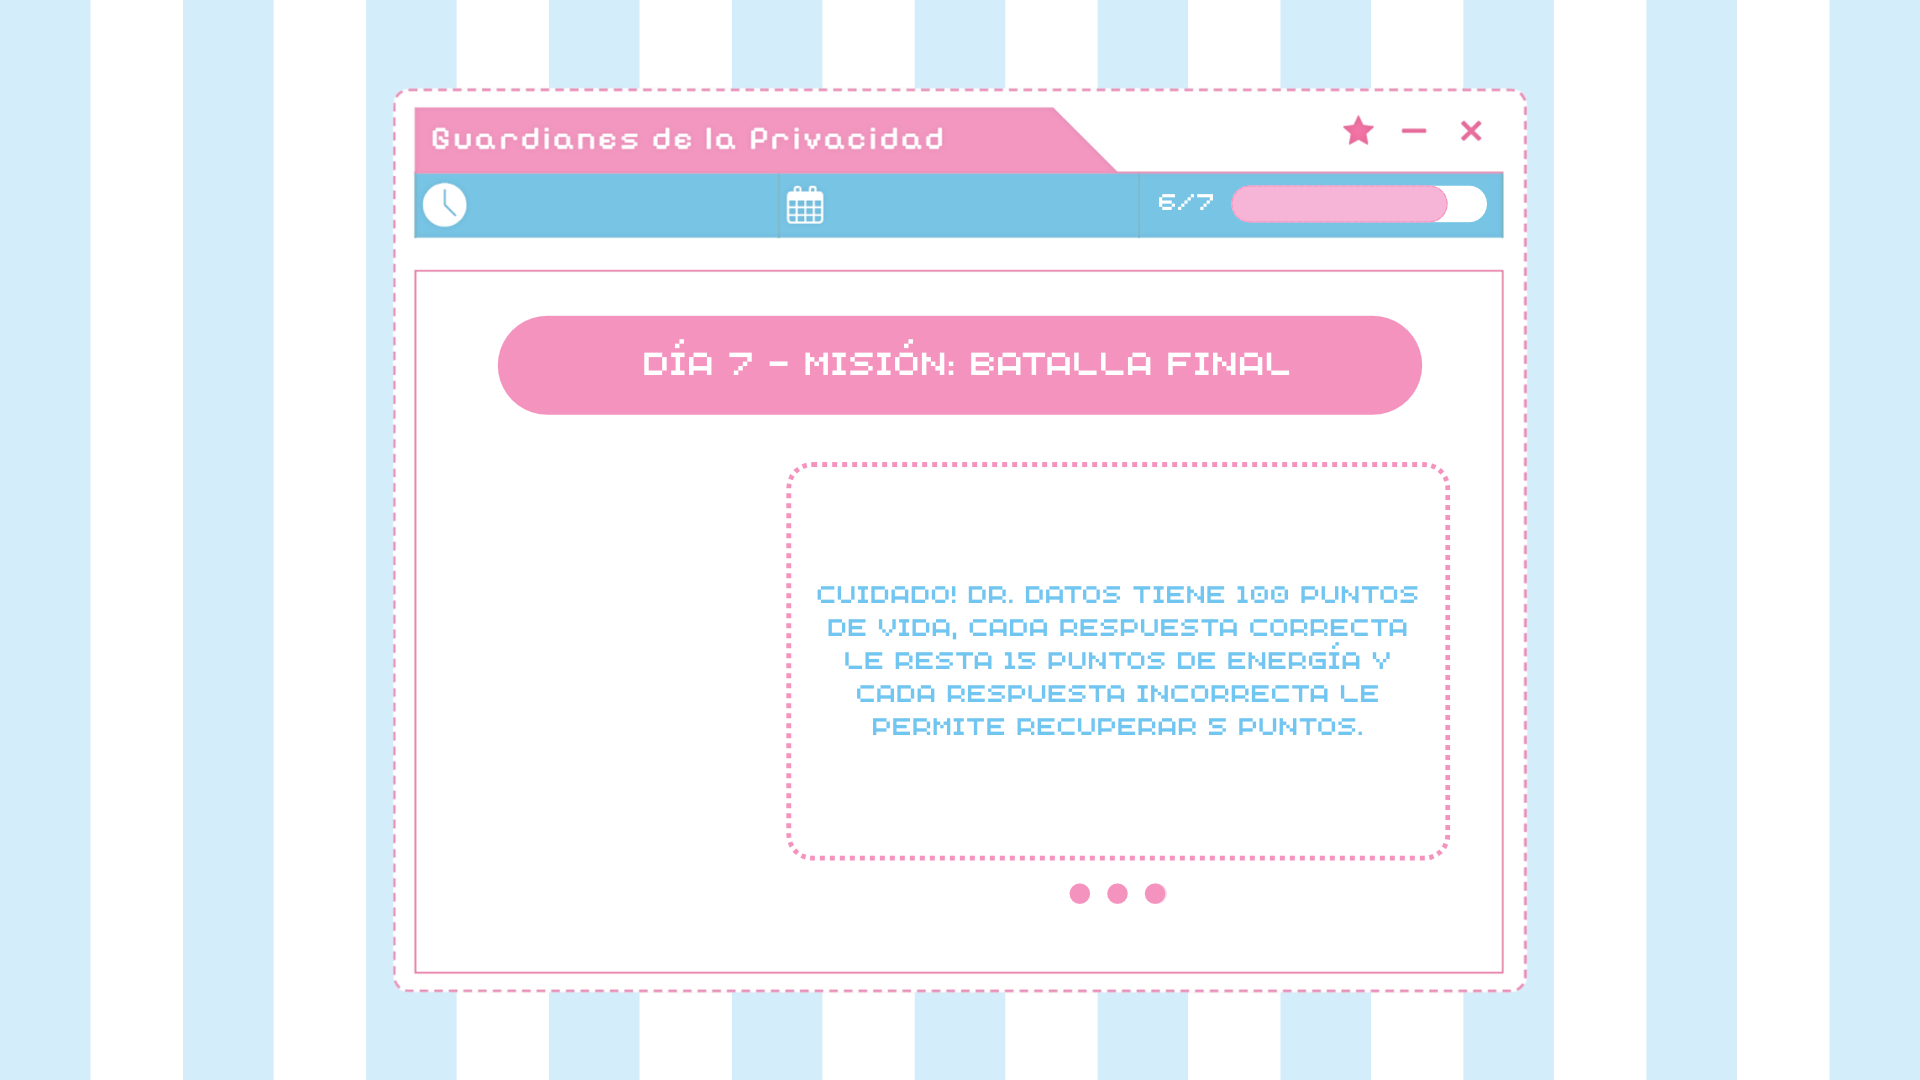 Guardianes de la Privacidad
6/7
DÍA 7 - MISIÓN: BATALLA FINAL
CUIDADO! DR. DATOS TIENE 100 PUNTOS
DE VIDA, CADA RESPUESTA CORRECTA
LE RESTA 15 PUNTOS DE ENERGÍA Y
CADA RESPUESTA INCORRECTA LE
PERMITE RECUPERAR 5 PUNTOS.